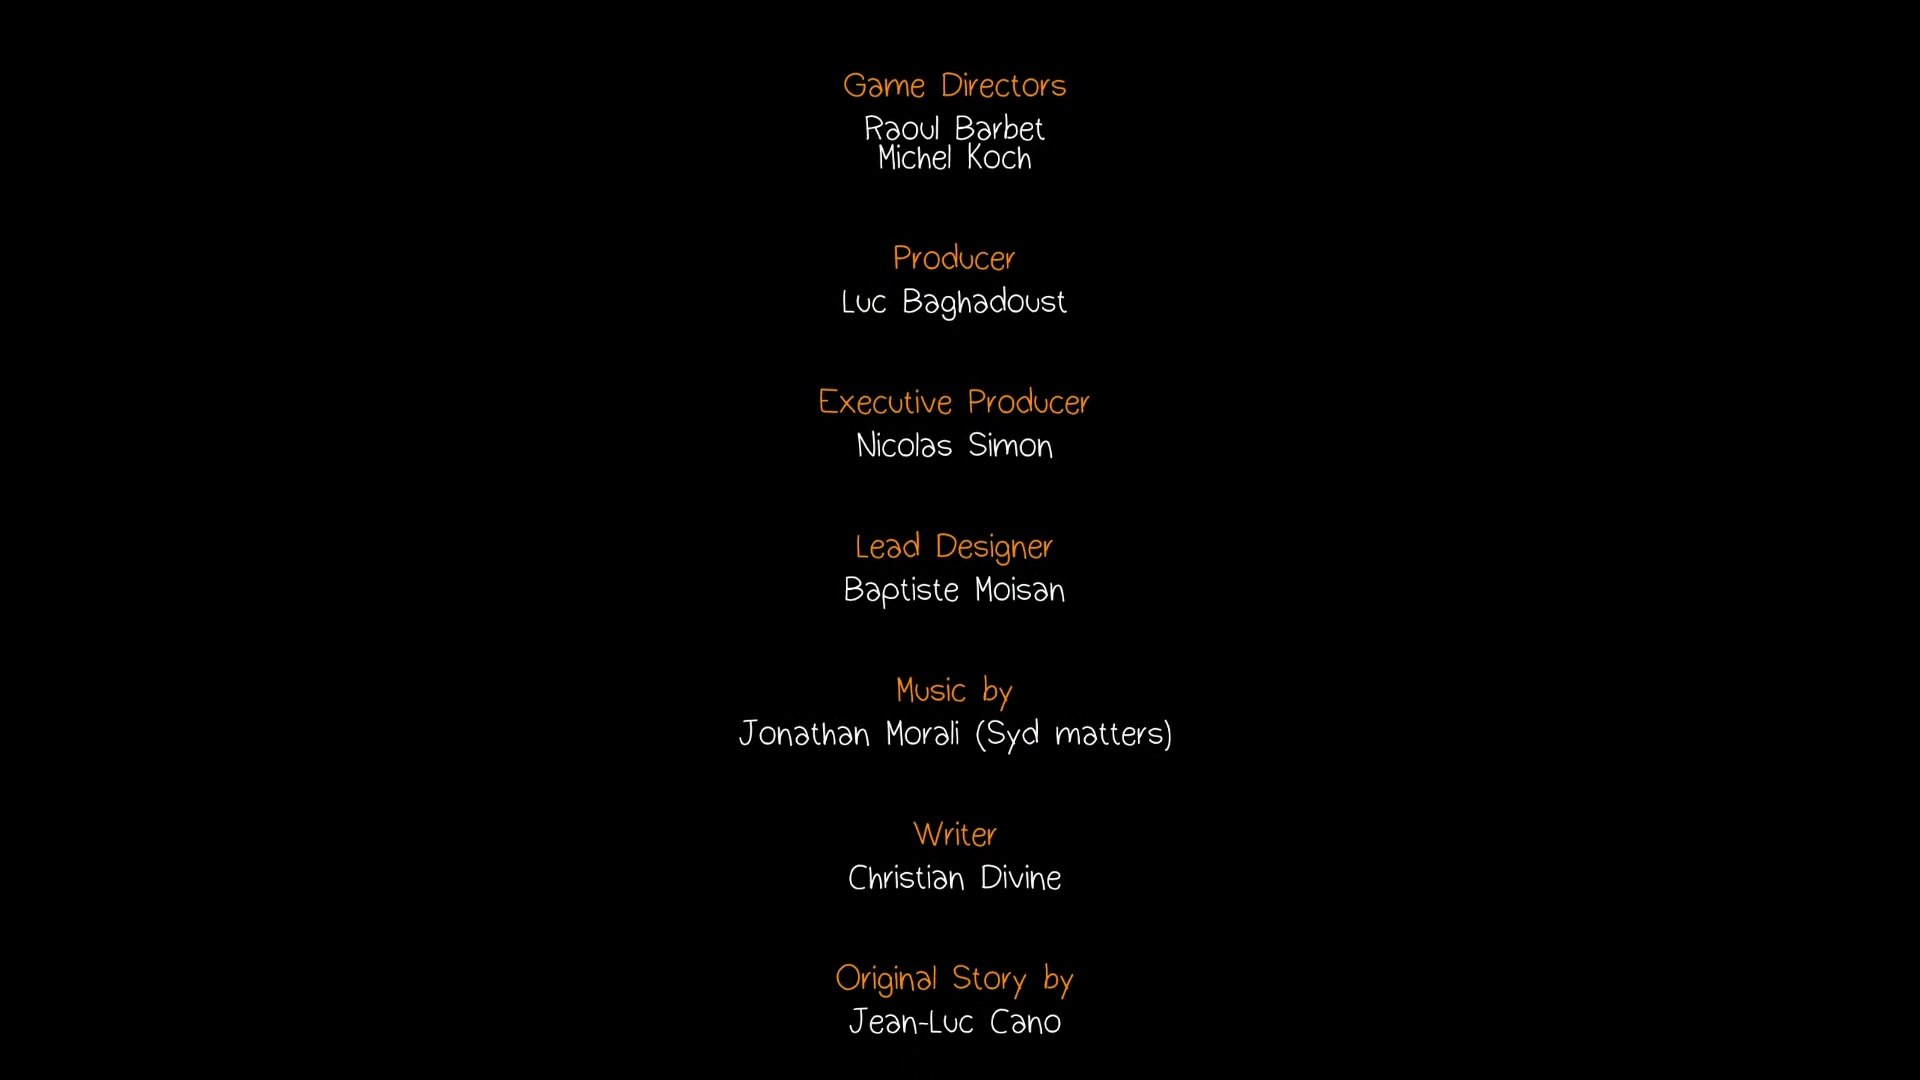 Game Directors
Raoul Barbet
Michel Koch
Producer
Luc Baghadoust
Executive Producer
Nicolas Simon
Lead Designer
Baptiste Moisan
Music by
Jonathan Morali (Syd matters)
Writer
Christian Divine
Original Story by
Jean-Luc Cano